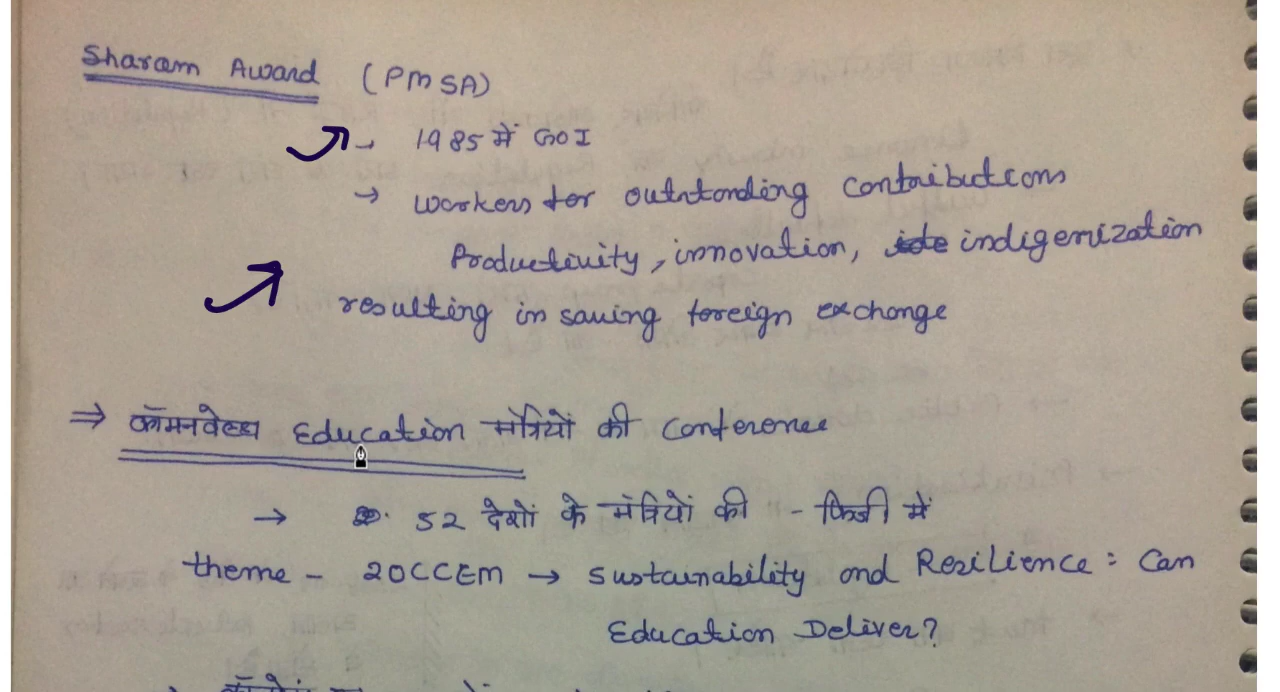 Sharam Award (PMSA)
→ 1985 में GOI
→ workers for outstanding contributions
Productivity, innovation, indigenization
resulting in saving foreign exchange
⇒ कॉमनवेल्थ Education मंत्रियों की Conference
→ 52 देशों के मंत्रियों की - फिजी में
theme - 20CCEM → Sustainability and Resilience : Can
Education Deliver?